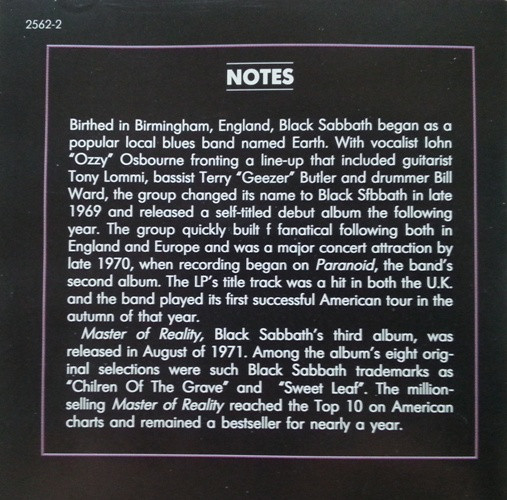 2562-2
NOTES
Birthed in Birmingham, England, Black Sabbath began as a
popular local blues band named Earth. With vocalist Iohn
"Ozzy" Osbourne fronting a line-up that included guitarist
Tony Lommi, bassist Terry "Geezer" Butler and drummer Bill
Ward, the group changed its name to Black Sfbbath in late
1969 and released a self-titled debut album the following
year. The group quickly built f fanatical following both in
England and Europe and was a major concert attraction by
late 1970, when recording began on Paranoid, the band's
second album. The LP's title track was a hit in both the U.K.
and the band played its first successful American tour in the
autumn of that year.
Master of Reality, Black Sabbath's third album, was
released in August of 1971. Among the album's eight orig-
inal selections were such Black Sabbath trademarks as
"Chilren Of The Grave" and "Sweet Leaf". The million-
selling Master of Reality reached the Top 10 on American
charts and remained a bestseller for nearly a year.